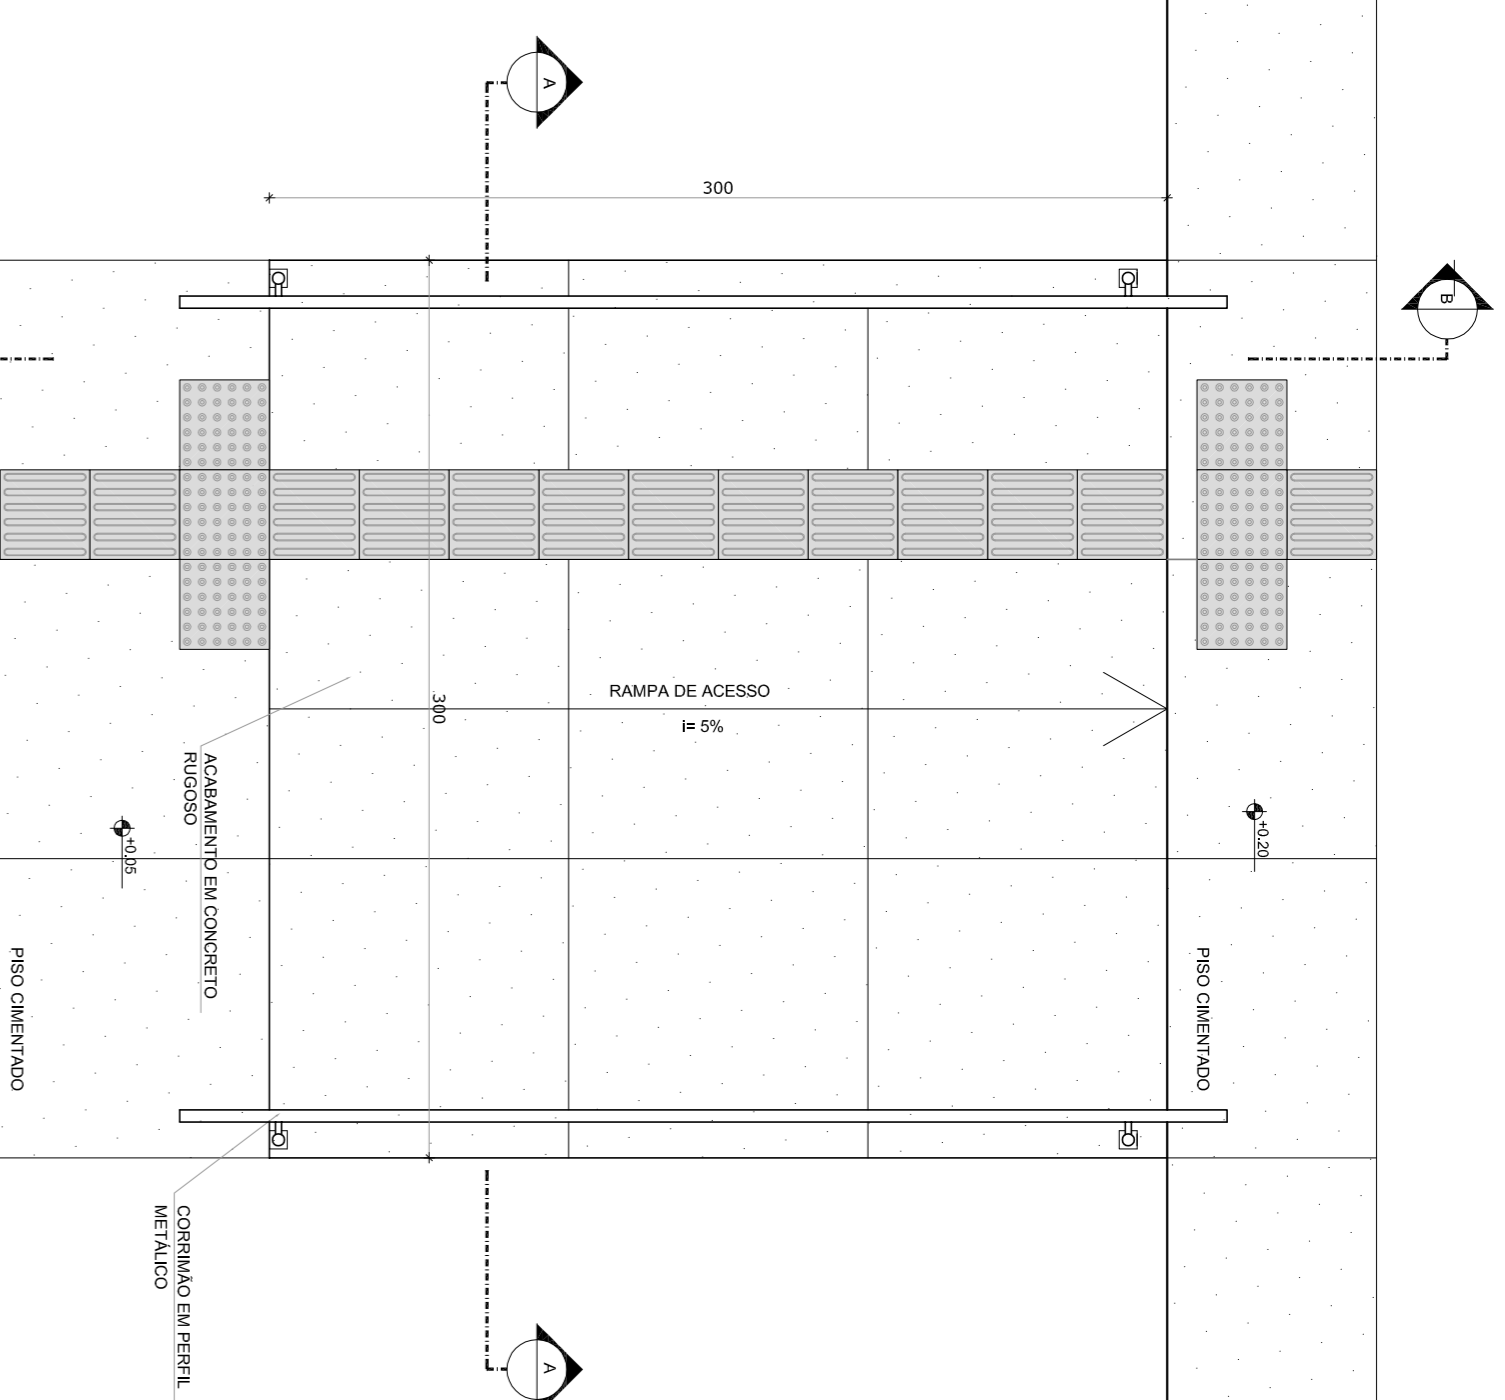 A
300
B
RAMPA DE ACESSO
i= 5%
300
ACABAMENTO EM CONCRETO
RUGOSO
+0.05
+0.20
PISO CIMENTADO
PISO CIMENTADO
CORRIMÃO EM PERFIL
METÁLICO
A